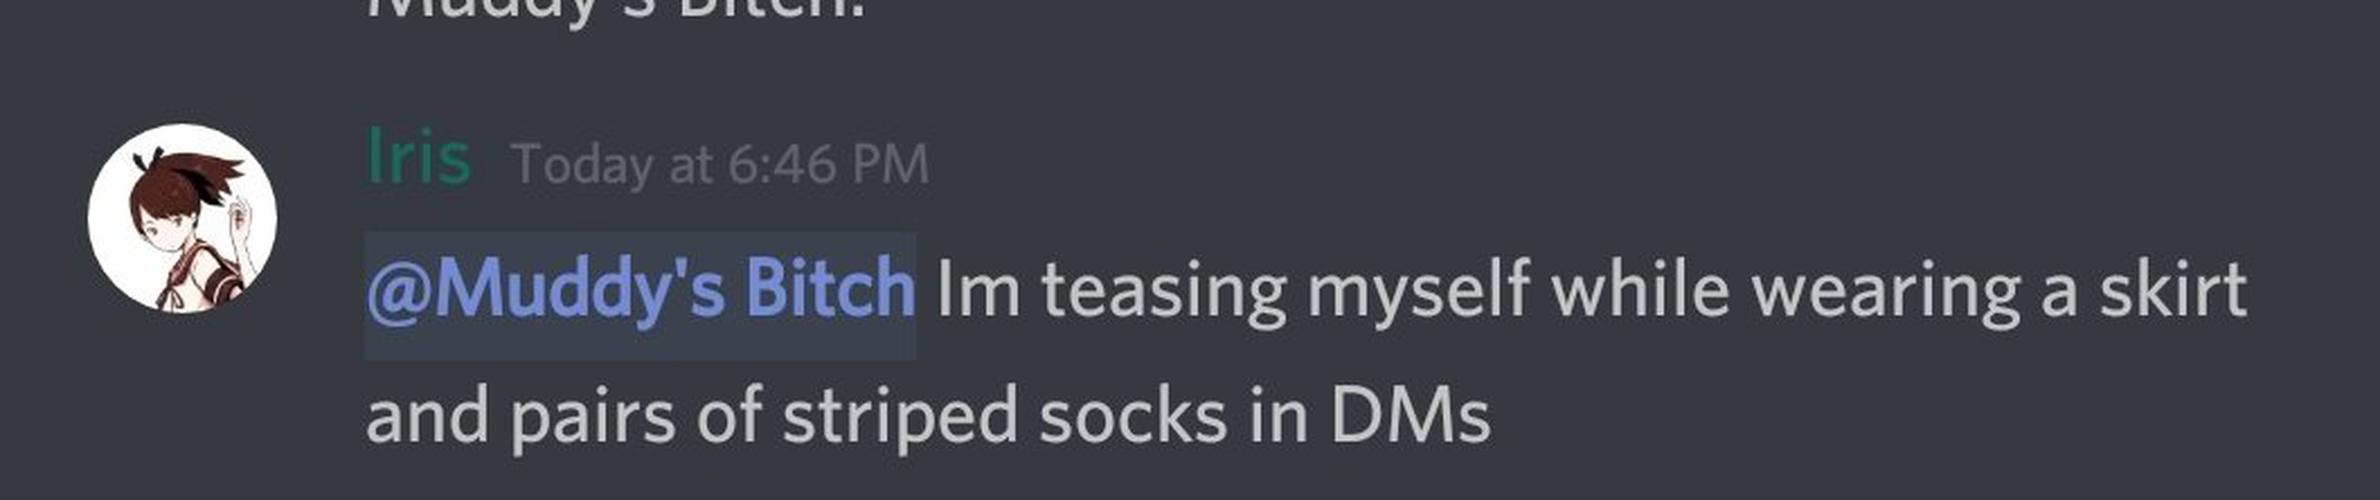 Muddy's Bitch.
Iris Today at 6:46 PM
@Muddy's Bitch Im teasing myself while wearing a skirt
and pairs of striped socks in DMs